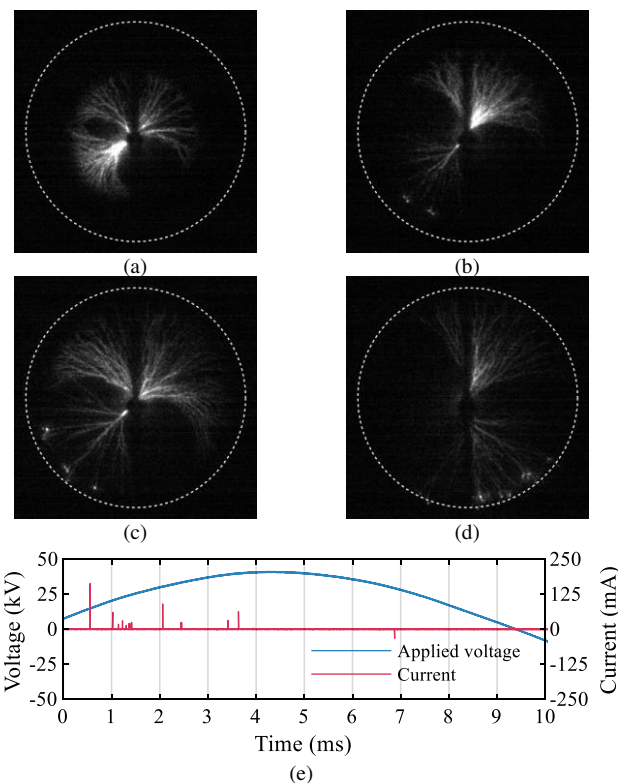 (a)
(b)
(c)
(d)
50
25
0
-25
-50
Voltage (kV)
250
125
0
-125
-250
Current (mA)
Applied voltage
Current
0 1 2 3 4 5 6 7 8 9 10
Time (ms)
(e)